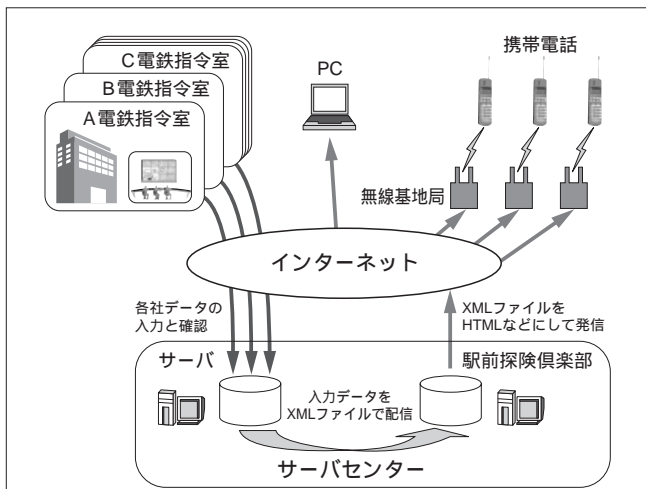 C電鉄指令室
B電鉄指令室
A電鉄指令室
PC
携帯電話
無線基地局
インターネット
各社データの
入力と確認
XMLファイルを
HTMLなどにして発信
サーバ
駅前探険倶楽部
入力データを
XMLファイルで配信
サーバセンター